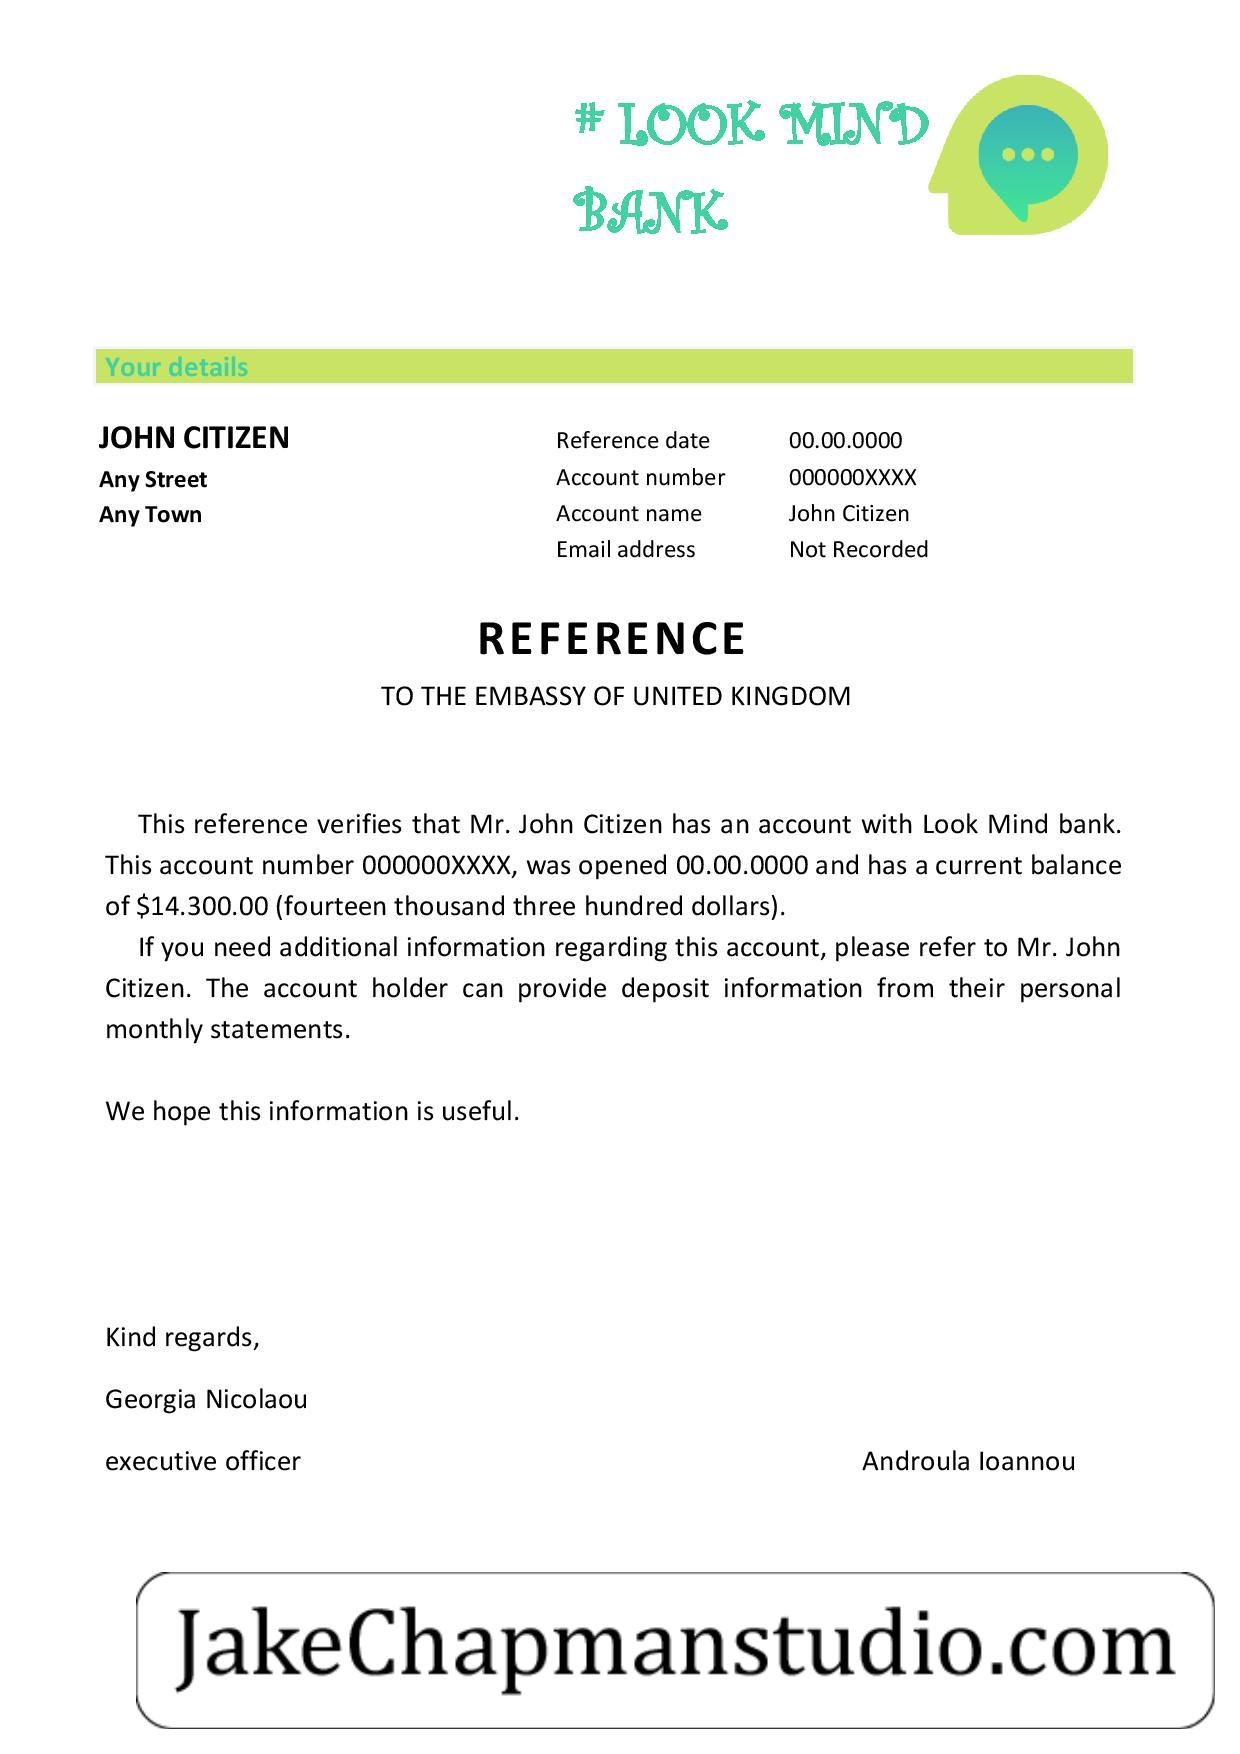 # LOOK MIND
BANK
Your details
JOHN CITIZEN
Any Street
Any Town
Reference date 00.00.0000
Account number 000000XXXX
Account name John Citizen
Email address Not Recorded
REFERENCE
TO THE EMBASSY OF UNITED KINGDOM
This reference verifies that Mr. John Citizen has an account with Look Mind bank.
This account number 000000XXXX, was opened 00.00.0000 and has a current balance
of $14.300.00 (fourteen thousand three hundred dollars).
If you need additional information regarding this account, please refer to Mr. John
Citizen. The account holder can provide deposit information from their personal
monthly statements.
We hope this information is useful.
Kind regards,
Georgia Nicolaou
executive officer Androula Ioannou
JakeChapmanstudio.com